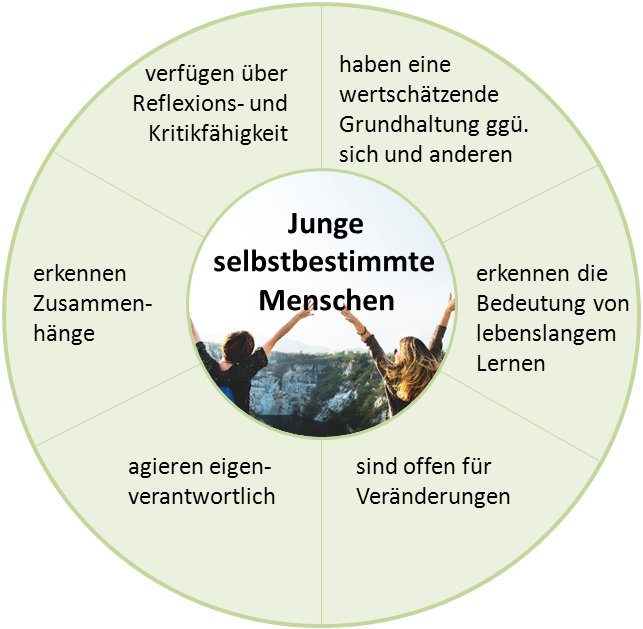 verfügen über
Reflexions- und
Kritikfähigkeit
haben eine
wertschätzende
Grundhaltung ggü.
sich und anderen
Junge
selbstbestimmte
Menschen
erkennen
Zusammen-
hänge
erkennen die
Bedeutung von
lebenslangem
Lernen
agieren eigen-
verantwortlich
sind offen für
Veränderungen